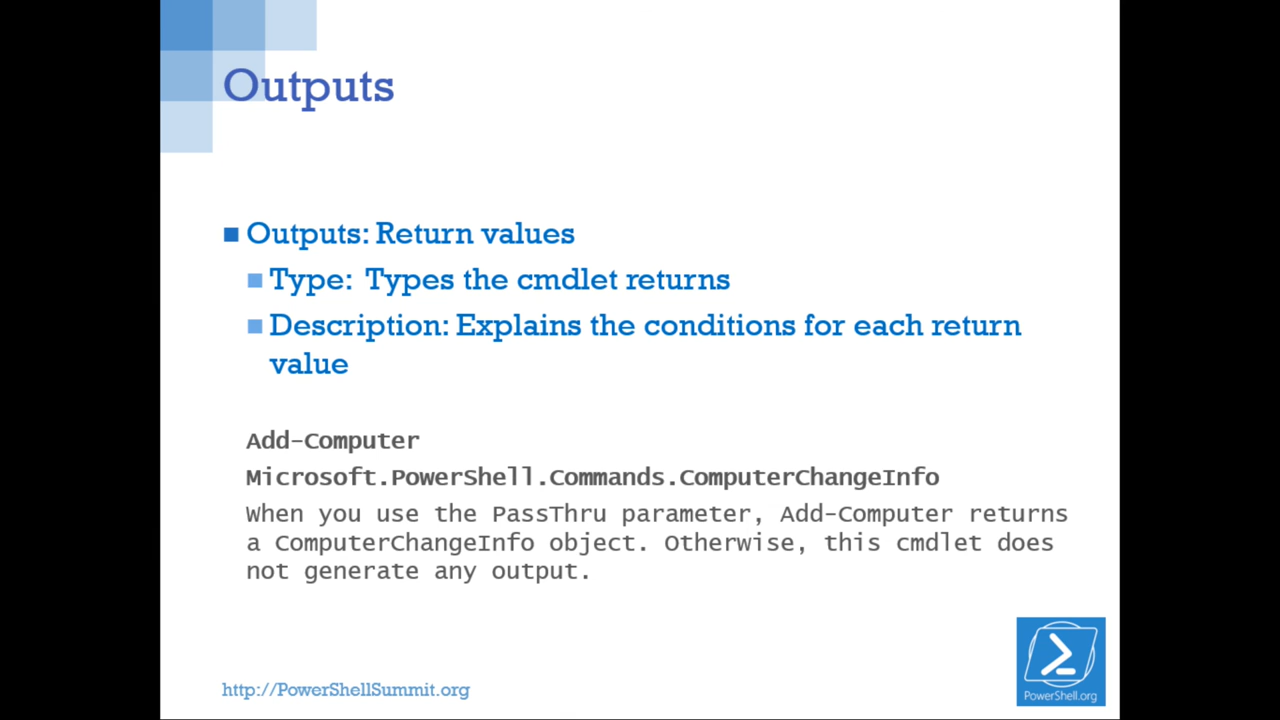 Outputs
Outputs: Return values
Type: Types the cmdlet returns
Description: Explains the conditions for each return
value
Add-Computer
Microsoft.PowerShell.Commands.ComputerChangeInfo
When you use the PassThru parameter, Add-Computer returns
a ComputerChangeInfo object. Otherwise, this cmdlet does
not generate any output.
http://PowerShellSummit.org
PowerShell.org